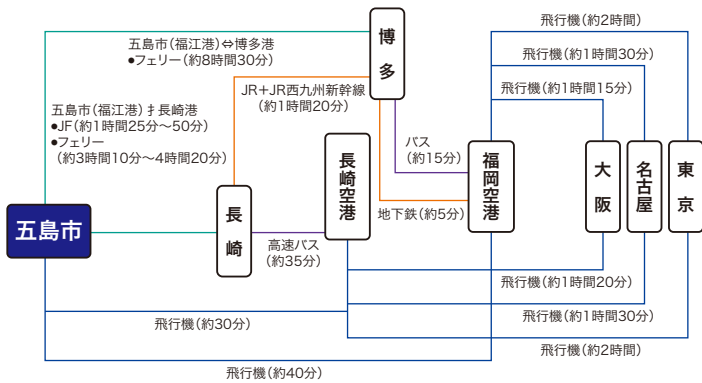 飛行機（約2時間）
五島市（福江港）⇔博多港
●フェリー（約8時間30分）
博多
飛行機（約1時間30分）
JR＋JR西九州新幹線
（約1時間20分）
飛行機（約1時間15分）
五島市（福江港）⇔長崎港
●JF（約1時間25分～50分）
●フェリー
（約3時間10分～4時間20分）
バス
（約15分）
長崎空港
福岡空港
大阪
名古屋
東京
五島市
長崎
地下鉄（約5分）
高速バス
（約35分）
飛行機（約1時間20分）
飛行機（約30分）
飛行機（約1時間30分）
飛行機（約2時間）
飛行機（約40分）